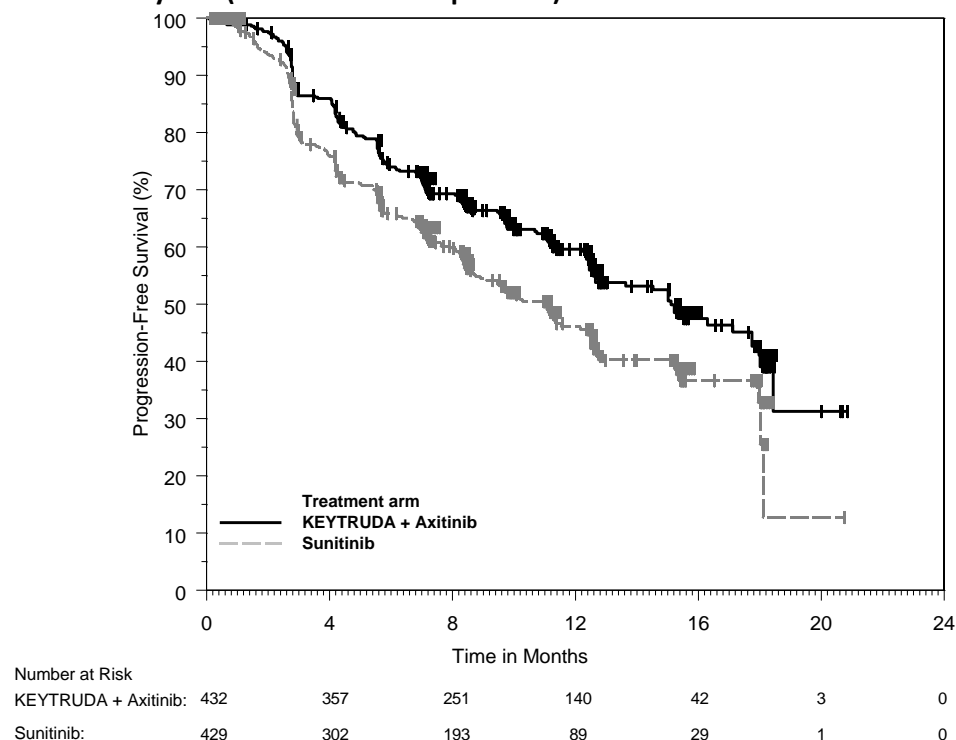 100
90
80
70
60
50
40
30
20
10
0
Progression-Free Survival (%)
Treatment arm
KEYTRUDA + Axitinib
Sunitinib
0 4 8 12 16 20 24
Time in Months
Number at Risk
KEYTRUDA + Axitinib: 432 357 251 140 42 3 0
Sunitinib: 429 302 193 89 29 1 0